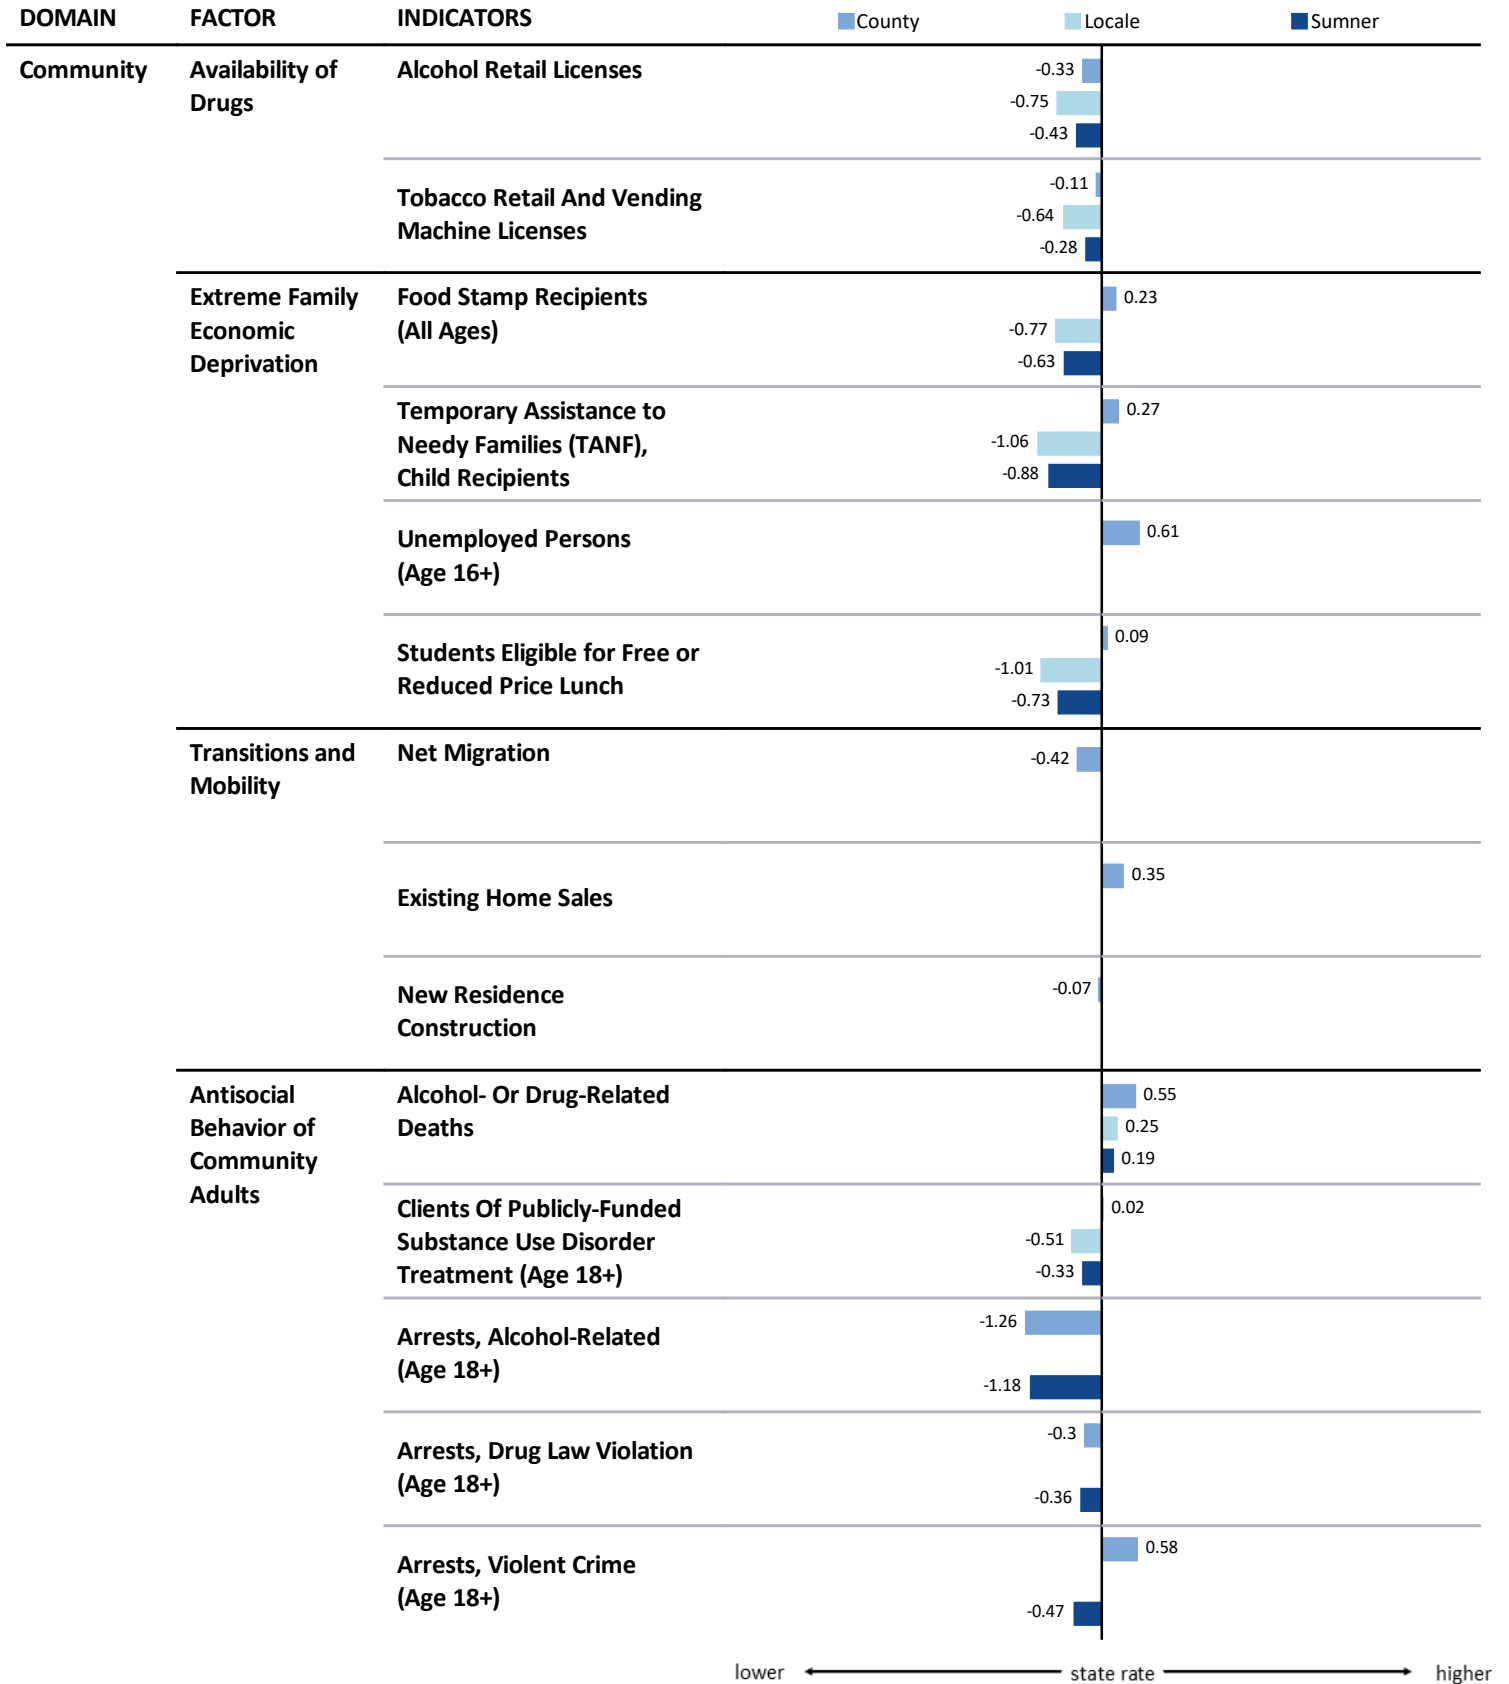 DOMAIN FACTOR INDICATORS County Locale Sumner
Community Availability of Drugs Alcohol Retail Licenses
-0.33
-0.75
-0.43
Tobacco Retail And Vending
Machine Licenses
-0.11
-0.64
-0.28
Extreme Family
Economic
Deprivation
Food Stamp Recipients
(All Ages)
0.23
-0.77
-0.63
Temporary Assistance to
Needy Families (TANF),
Child Recipients
0.27
-1.06
-0.88
Unemployed Persons
(Age 16+)
0.61
Students Eligible for Free or
Reduced Price Lunch
0.09
-1.01
-0.73
Transitions and
Mobility
Net Migration
-0.42
Existing Home Sales
0.35
New Residence
Construction
-0.07
Antisocial
Behavior of
Community
Adults
Alcohol- Or Drug-Related
Deaths
0.55
0.25
0.19
Clients Of Publicly-Funded
Substance Use Disorder
Treatment (Age 18+)
0.02
-0.51
-0.33
Arrests, Alcohol-Related
(Age 18+)
-1.26
-1.18
Arrests, Drug Law Violation
(Age 18+)
-0.3
-0.36
Arrests, Violent Crime
(Age 18+)
0.58
-0.47
lower state rate higher